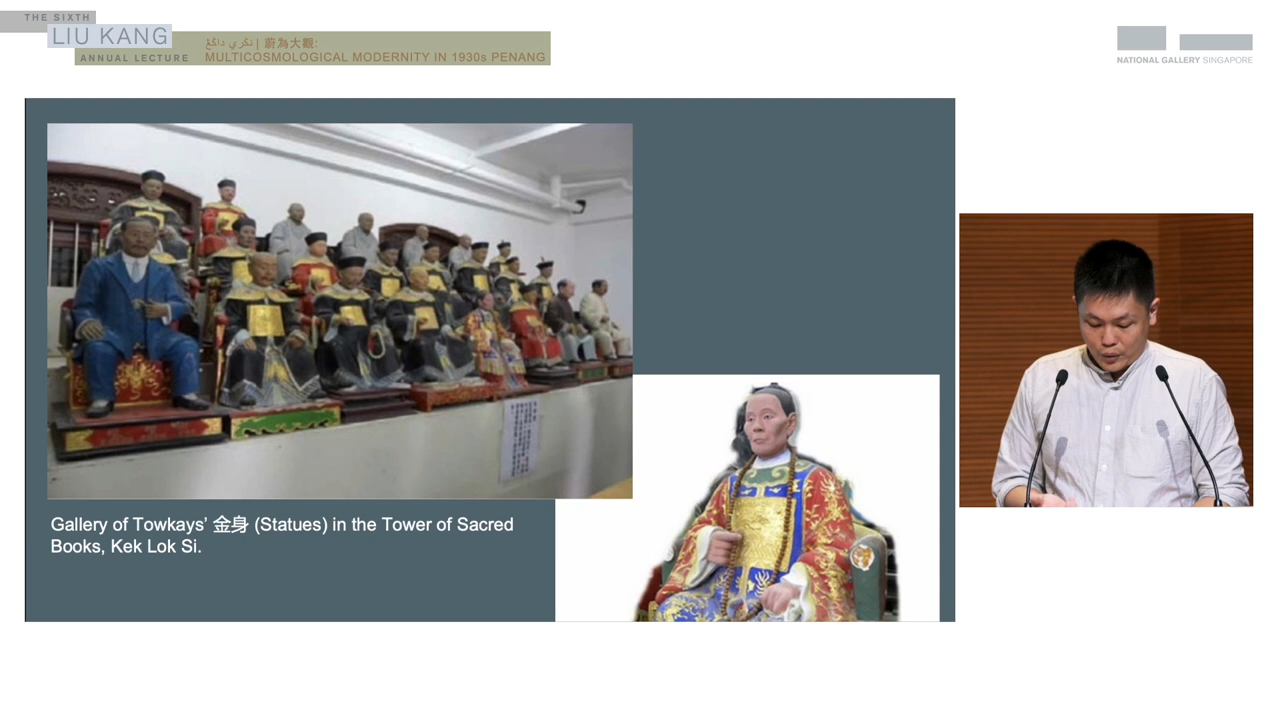 THE SIXTH
LIU KANG
ANNUAL LECTURE
蔚為大觀:
MULTICOSMOLOGICAL MODERNITY IN 1930s PENANG
NATIONAL GALLERY SINGAPORE
Gallery of Towkays' 金身 (Statues) in the Tower of Sacred
Books, Kek Lok Si.